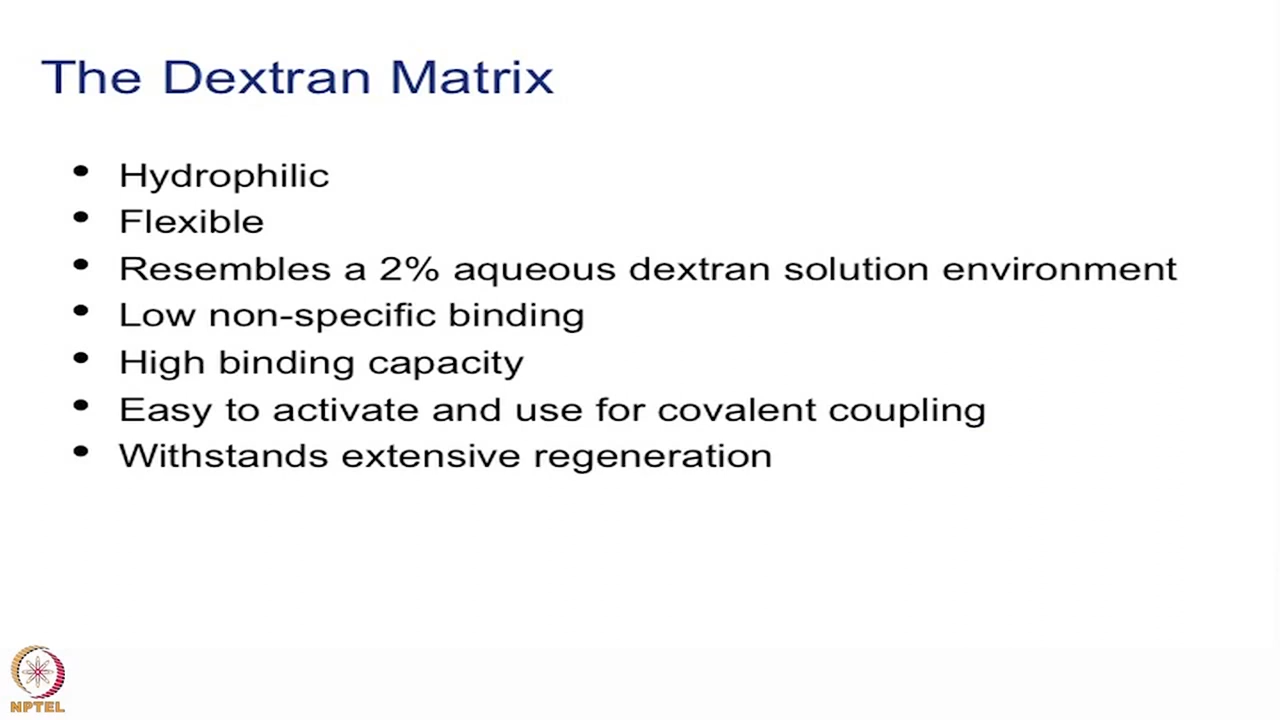 The Dextran Matrix
• Hydrophilic
• Flexible
• Resembles a 2% aqueous dextran solution environment
• Low non-specific binding
• High binding capacity
• Easy to activate and use for covalent coupling
• Withstands extensive regeneration
NPTEL